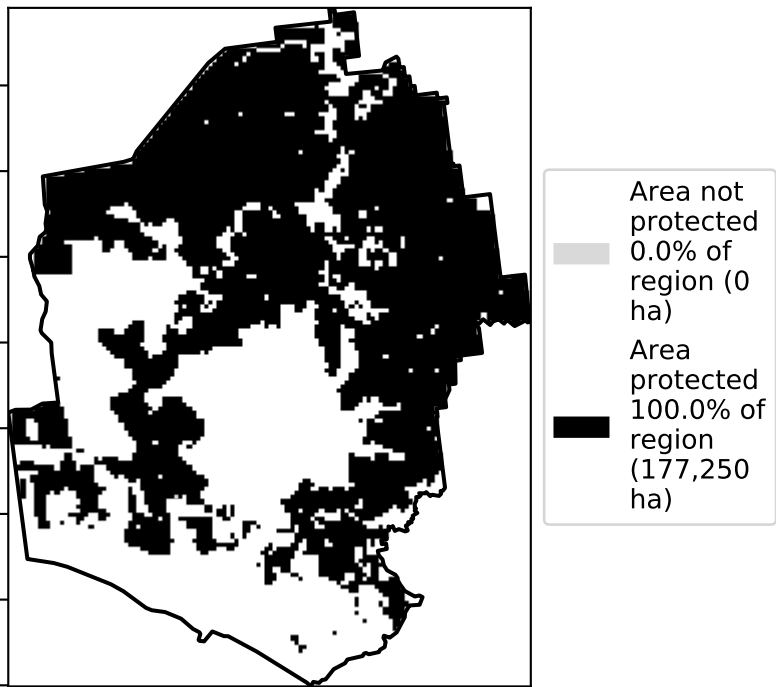 Area not
protected
0.0% of
region (0
ha)
Area
protected
100.0% of
region
(177,250
ha)